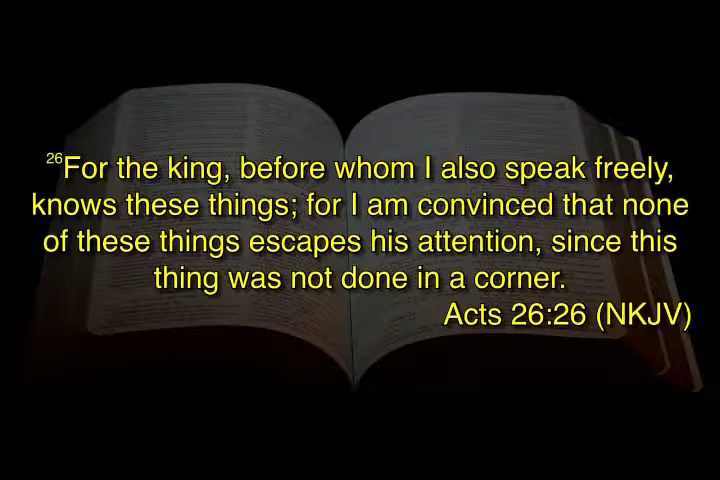 26For the king, before whom I also speak freely,
knows these things; for I am convinced that none
of these things escapes his attention, since this
thing was not done in a corner.
Acts 26:26 (NKJV)